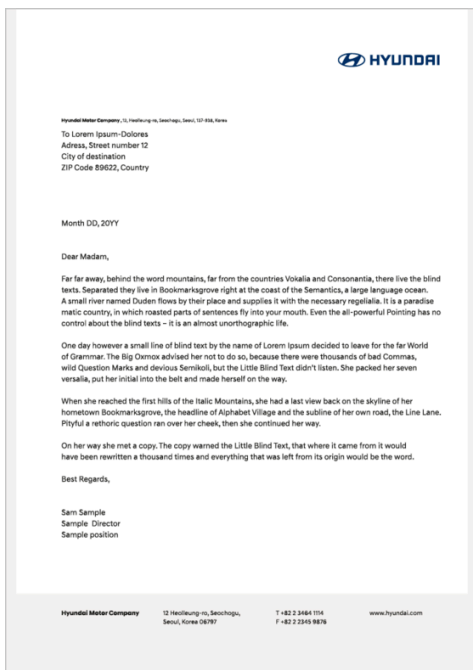 HYUNDAI
Hyundai Motor Company, 12, Heolleung-ro, Seochogu, Seoul, 137-938, Korea
To Lorem Ipsum-Dolores
Adress, Street number 12
City of destination
ZIP Code 89622, Country
Month DD, 20YY
Dear Madam,
Far far away, behind the word mountains, far from the countries Vokalia and Consonantia, there live the blind
texts. Separated they live in Bookmarksgrove right at the coast of the Semantics, a large language ocean.
A small river named Duden flows by their place and supplies it with the necessary regelialia. It is a paradise
matic country, in which roasted parts of sentences fly into your mouth. Even the all-powerful Pointing has no
control about the blind texts – it is an almost unorthographic life.
One day however a small line of blind text by the name of Lorem Ipsum decided to leave for the far World
of Grammar. The Big Oxmox advised her not to do so, because there were thousands of bad Commas,
wild Question Marks and devious Semikoli, but the Little Blind Text didn't listen. She packed her seven
versalia, put her initial into the belt and made herself on the way.
When she reached the first hills of the Italic Mountains, she had a last view back on the skyline of her
hometown Bookmarksgrove, the headline of Alphabet Village and the subline of her own road, the Line Lane.
Pityful a rethoric question ran over her cheek, then she continued her way.
On her way she met a copy. The copy warned the Little Blind Text, that where it came from it would
have been rewritten a thousand times and everything that was left from its origin would be the word.
Best Regards,
Sam Sample
Sample Director
Sample position
Hyundai Motor Company 12 Heolleung-ro, Seochogu, T +82 2 3464 1114 www.hyundai.com
Seoul, Korea 06797 F +82 2 2345 9876